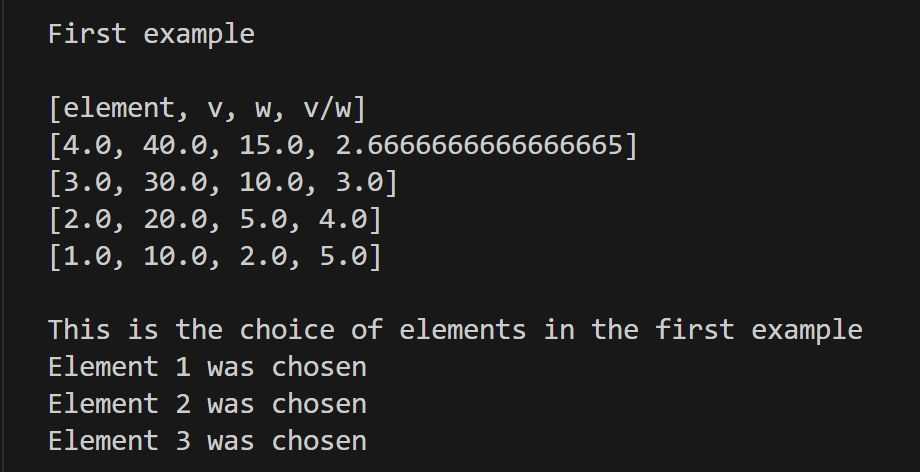 First example
[element, v, w, v/w]
[4.0, 40.0, 15.0, 2.6666666666666665]
[3.0, 30.0, 10.0, 3.0]
[2.0, 20.0, 5.0, 4.0]
[1.0, 10.0, 2.0, 5.0]
This is the choice of elements in the first example
Element 1 was chosen
Element 2 was chosen
Element 3 was chosen